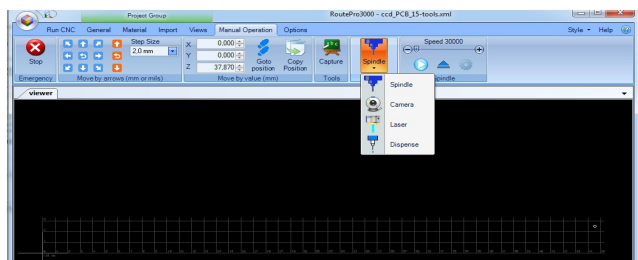 Project Group
RoutePro3000 - ccd_PCB_15-tools.xml
Run CNC General Material Import Views Manual Operation Options Style Help
Step Size
2,0 mm
X 0,000
Y 0,000
Z 37,870
Stop
Goto position
Copy Position
Capture
Spindle
Speed 30000
Emergency Move by arrows (mm or mils) Move by value (mm) Tools
viewer
Spindle
Camera
Laser
Dispense